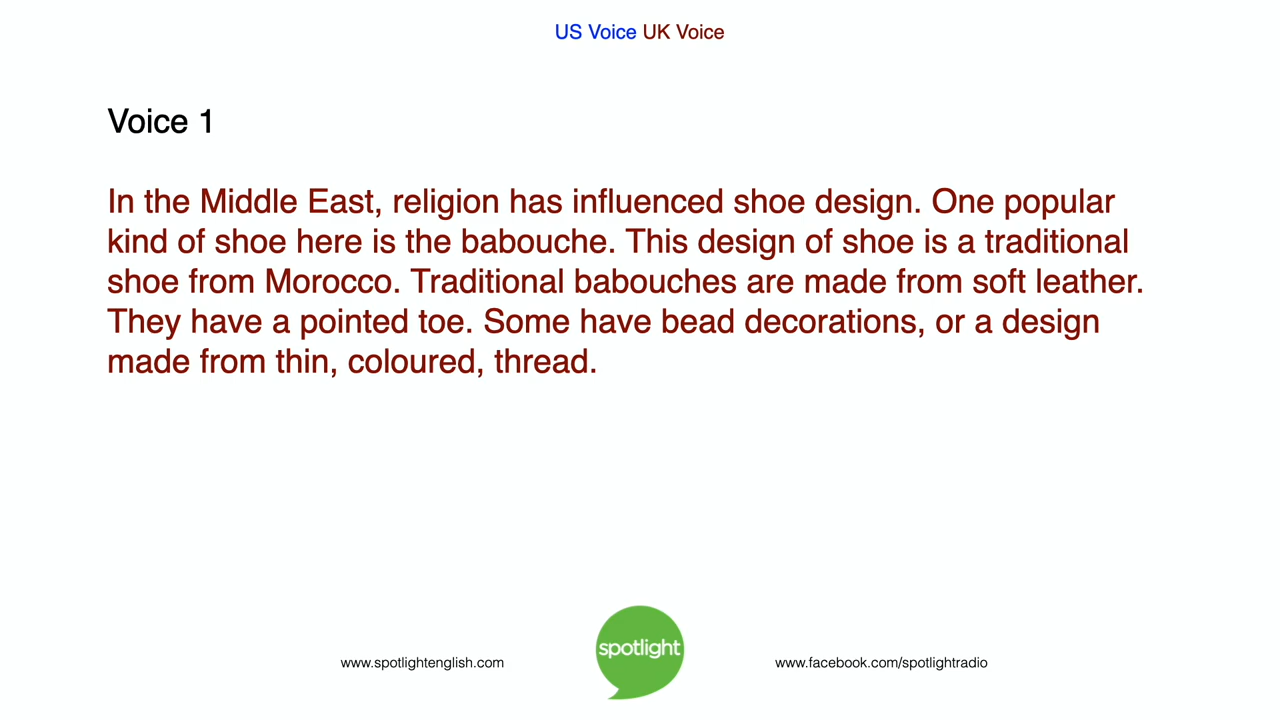 US Voice UK Voice
Voice 1
In the Middle East, religion has influenced shoe design. One popular
kind of shoe here is the babouche. This design of shoe is a traditional
shoe from Morocco. Traditional babouches are made from soft leather.
They have a pointed toe. Some have bead decorations, or a design
made from thin, coloured, thread.
www.spotlightenglish.com
spotlight
www.facebook.com/spotlightradio